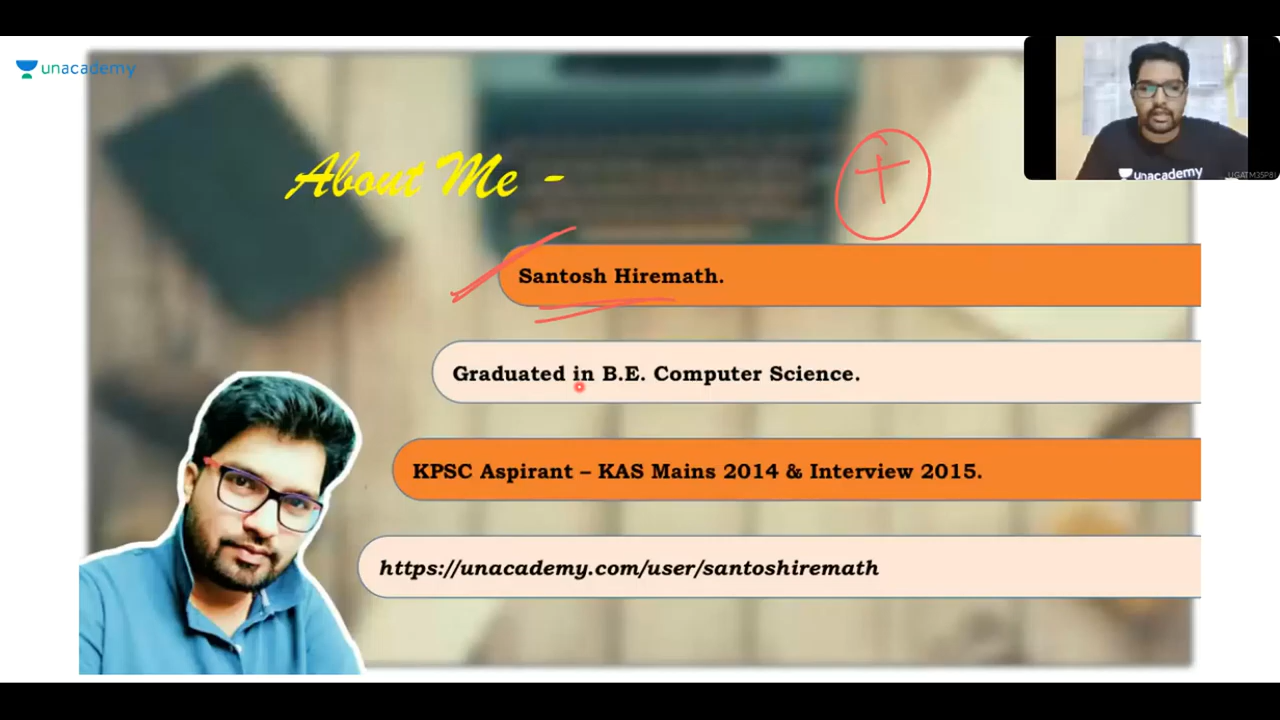 unacademy
About Me -
Santosh Hiremath.
Graduated in B.E. Computer Science.
KPSC Aspirant – KAS Mains 2014 & Interview 2015.
https://unacademy.com/user/santoshiremath
unacademy